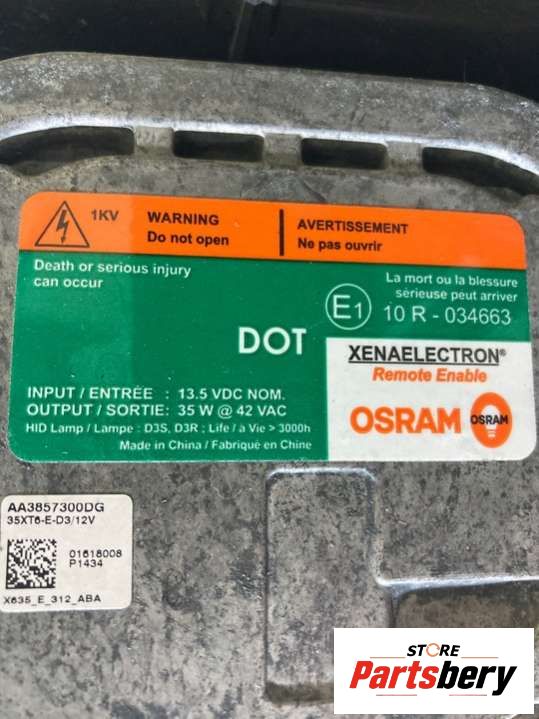 1KV
WARNING
Do not open
AVERTISSEMENT
Ne pas ouvrir
Death or serious injury
can occur
La mort ou la blessure
sérieuse peut arriver
E1
10 R - 034663
DOT
XENAELECTRON®
Remote Enable
INPUT / ENTRÉE : 13.5 VDC NOM.
OUTPUT / SORTIE: 35 W @ 42 VAC
HID Lamp / Lampe : D3S, D3R ; Life / à Vie > 3000h
Made in China / Fabriqué en Chine
OSRAM
OSRAM
AA3857300DG
35XT6-E-D3/12V
01618008
P1434
X635_E_312_ABA
STORE
Partsbery